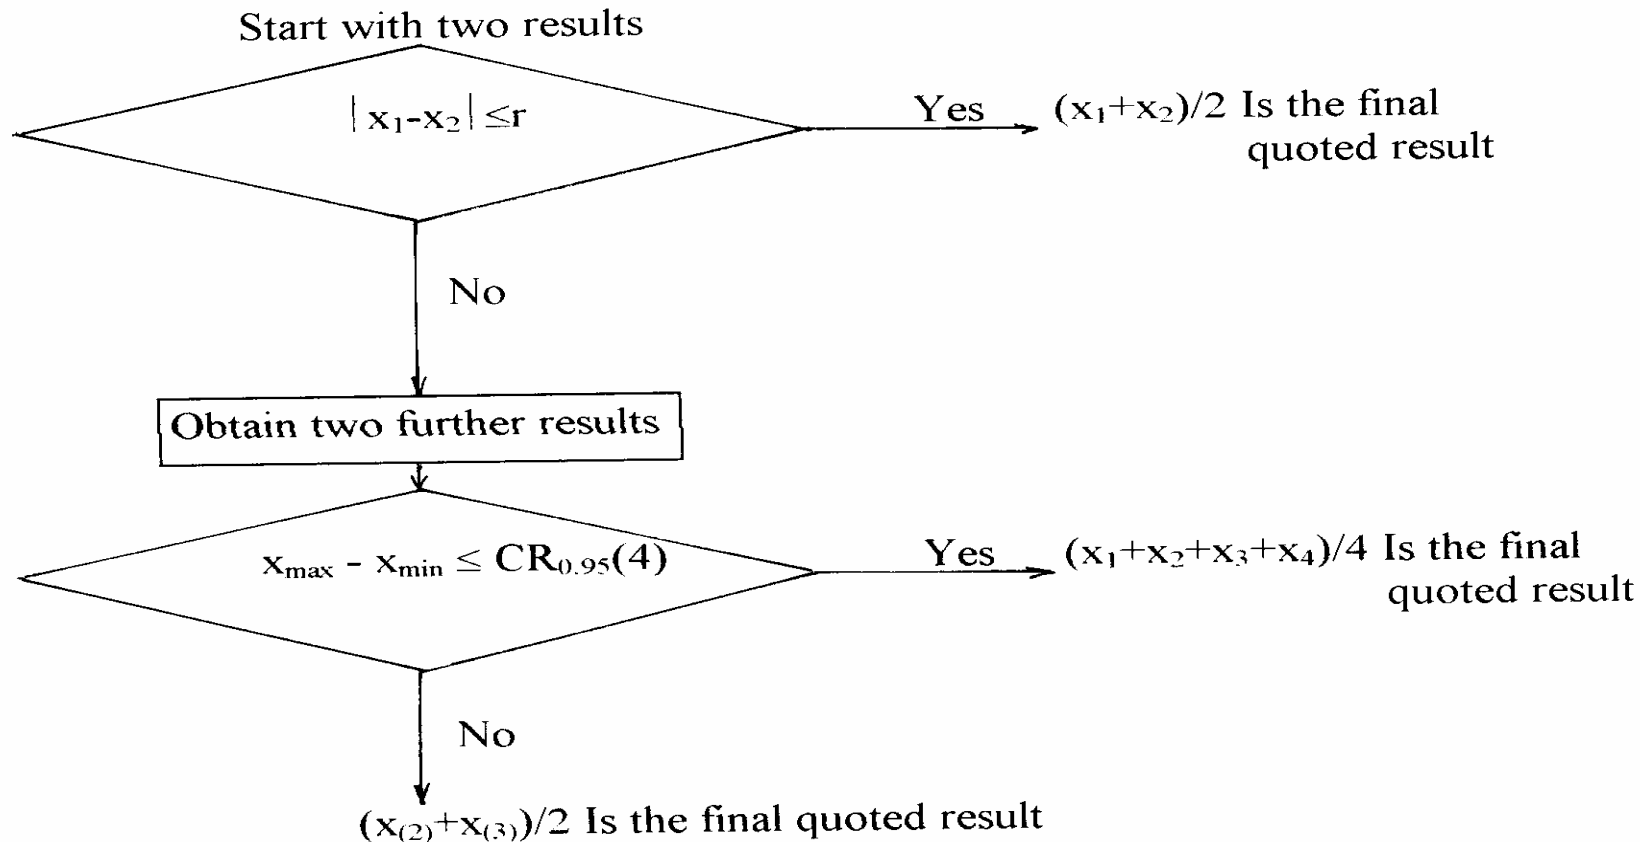 Start with two results
|x₁-x₂| ≤r
Yes
(x₁+x₂)/2 Is the final
quoted result
No
Obtain two further results
xmax - xmin ≤ CR0.95(4)
Yes
(x₁+x₂+x₃+x₄)/4 Is the final
quoted result
No
(x₍₂₎+x₍₃₎)/2 Is the final quoted result